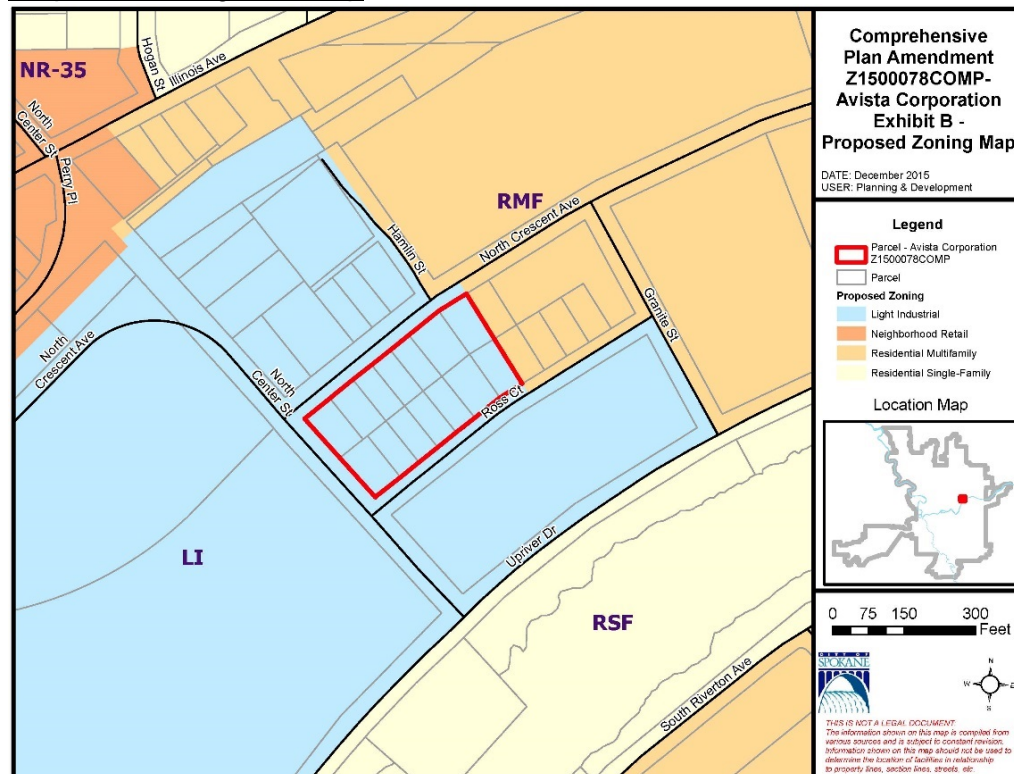 NR-35
Hogan St
Illinois Ave
North
Center St
Perry Pl
RMF
North Crescent Ave
Hamlin St
Granite St
North
Crescent Ave
North
Center St
Ross Ct
Upriver Dr
LI
RSF
South Riverton Ave
Comprehensive
Plan Amendment
Z1500078COMP-
Avista Corporation
Exhibit B -
Proposed Zoning Map
DATE: December 2015
USER: Planning & Development
Legend
Parcel - Avista Corporation
Z1500078COMP
Parcel
Proposed Zoning
Light Industrial
Neighborhood Retail
Residential Multifamily
Residential Single-Family
Location Map
0 75 150 300
Feet
CITY OF
SPOKANE
N
W E
S
THIS IS NOT A LEGAL DOCUMENT:
The information shown on this map is compiled from
various sources and is subject to constant revision.
Information shown on this map should not be used to
determine the location of facilities in relationship
to property lines, section lines, streets, etc.